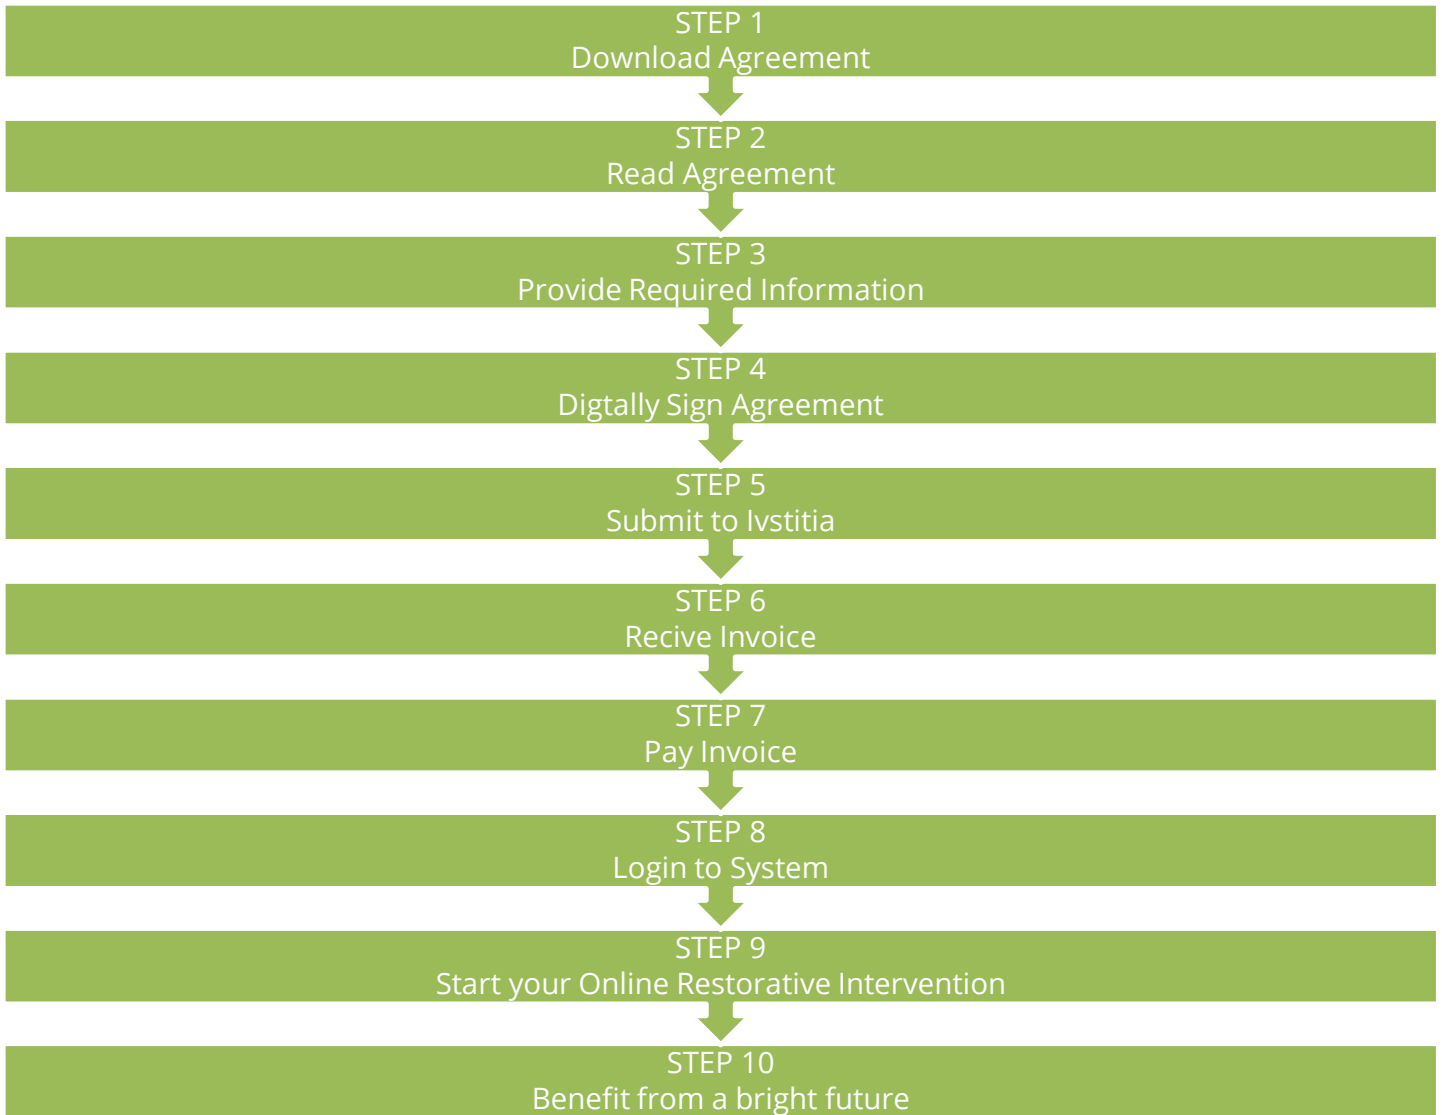 STEP 1
Download Agreement
STEP 2
Read Agreement
STEP 3
Provide Required Information
STEP 4
Digtally Sign Agreement
STEP 5
Submit to Ivstitia
STEP 6
Recive Invoice
STEP 7
Pay Invoice
STEP 8
Login to System
STEP 9
Start your Online Restorative Intervention
STEP 10
Benefit from a bright future